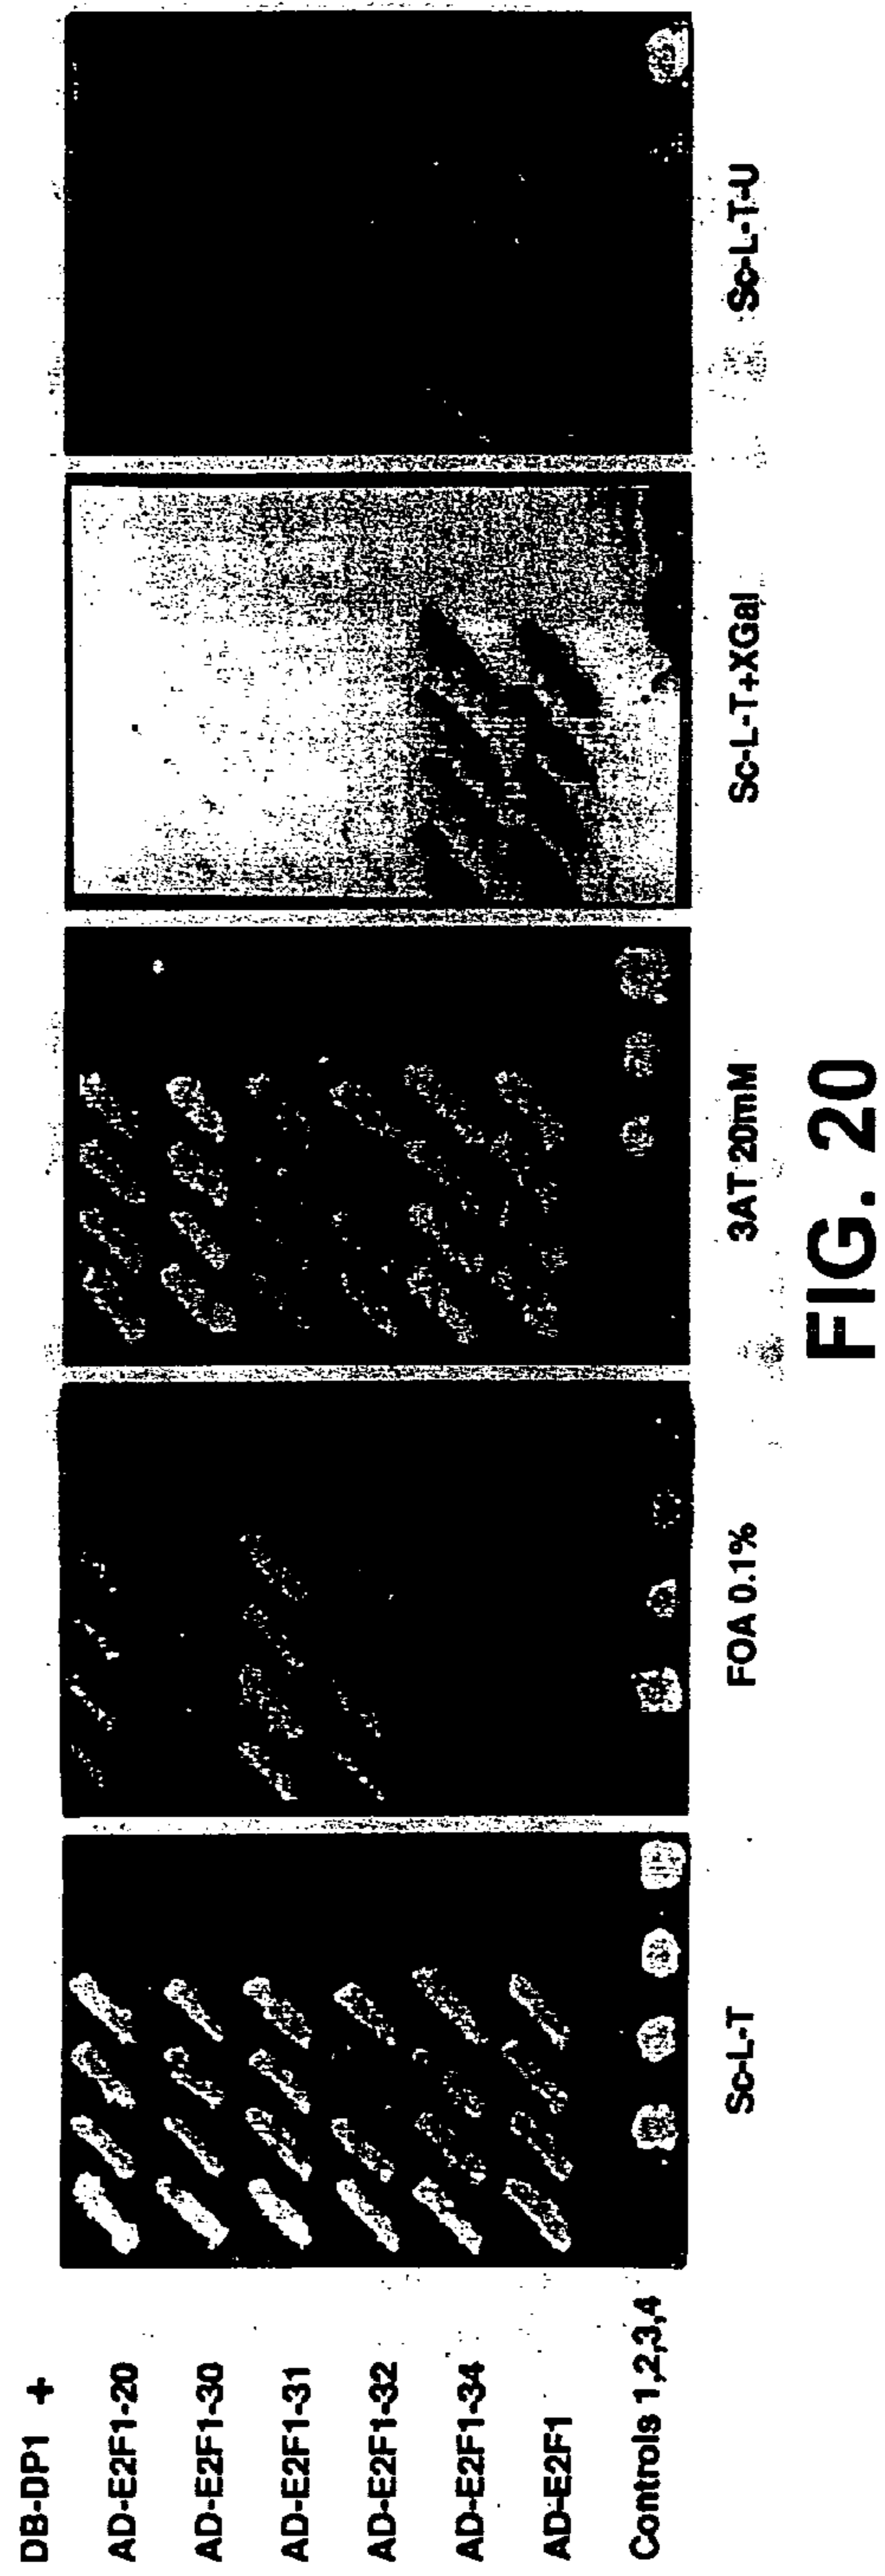 DB-DP1 +
AD-E2F1-20
AD-E2F1-30
AD-E2F1-31
AD-E2F1-32
AD-E2F1-34
AD-E2F1
Controls 1,2,3,4
Sc-L-T
FOA 0.1%
3AT 20mM
Sc-L-T+XGal
Sc-L-T-U
FIG. 20